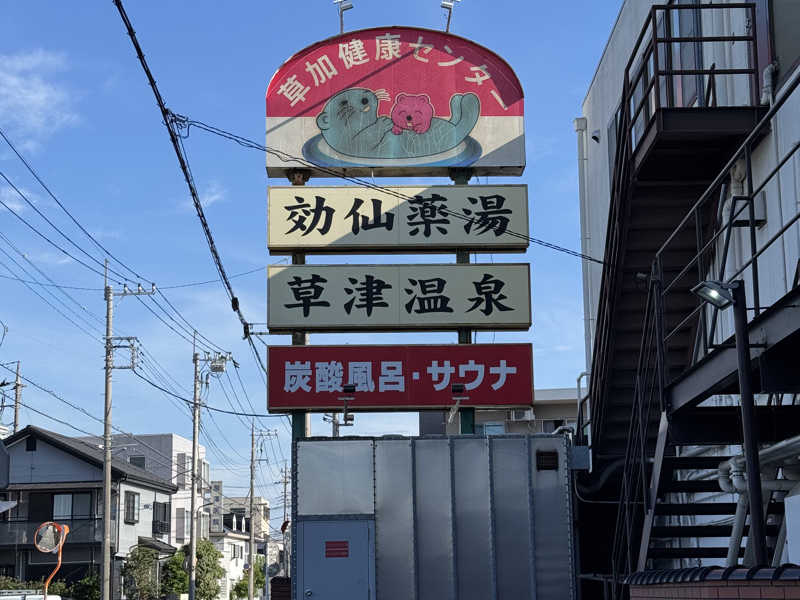 草加健康センター
効仙薬湯
草津温泉
炭酸風呂・サウナ